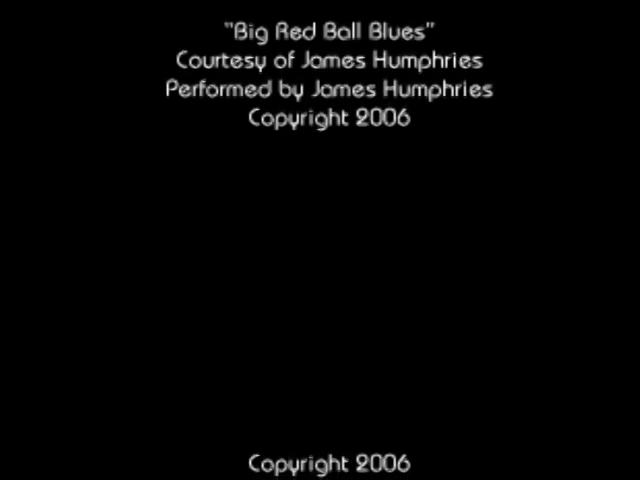 "Big Red Ball Blues"
Courtesy of James Humphries
Performed by James Humphries
Copyright 2006
Copyright 2006